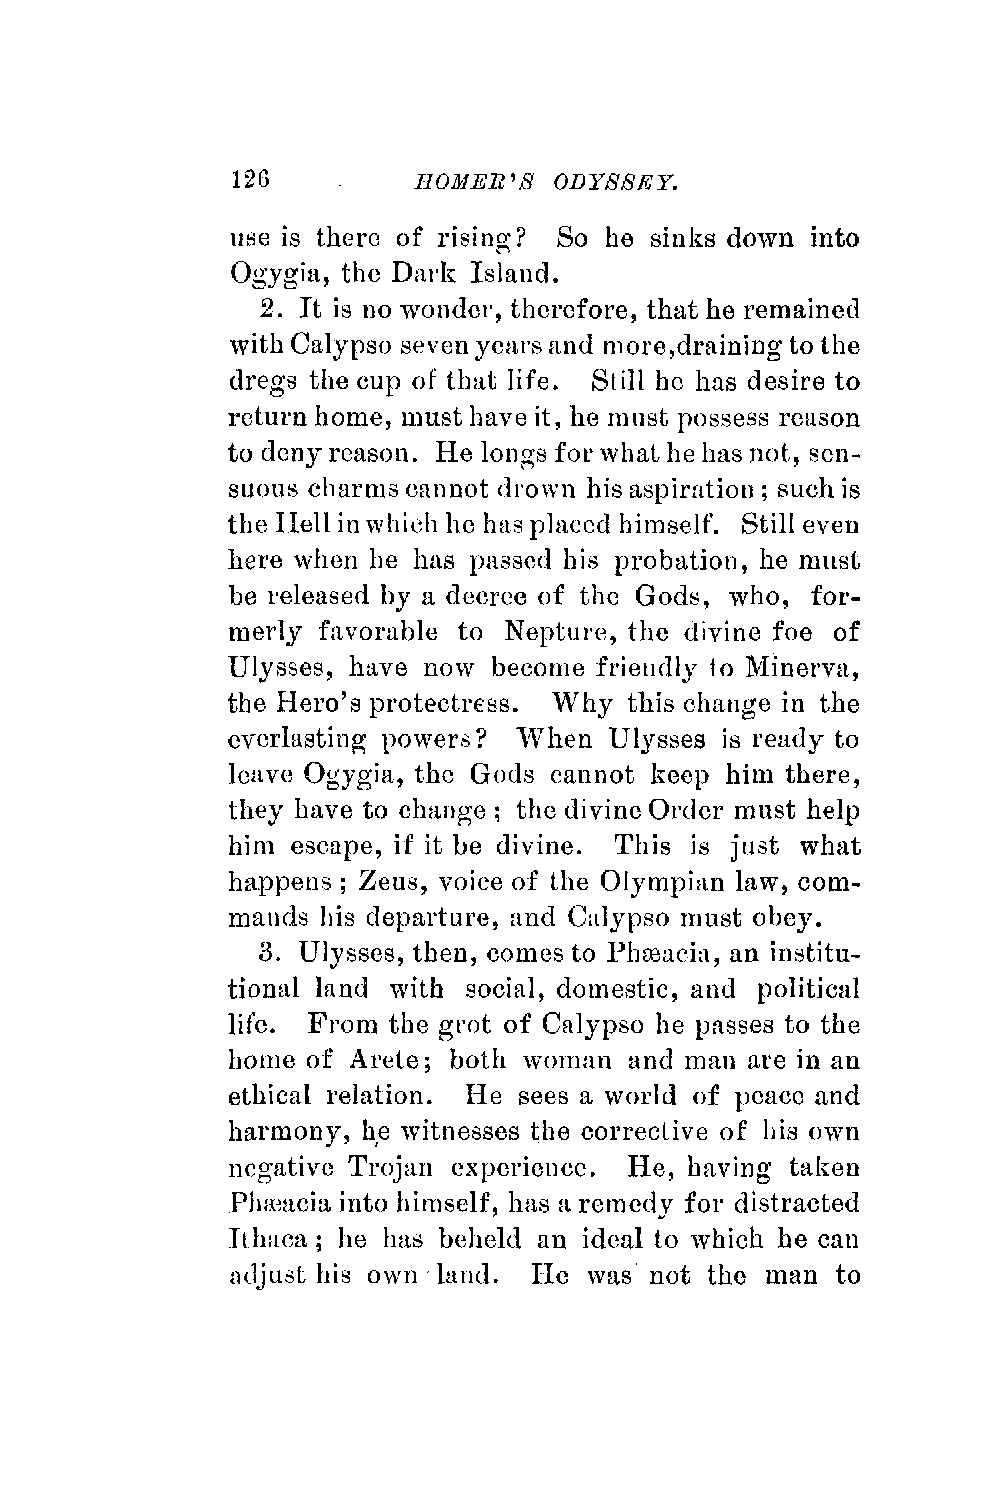 126 HOMER'S ODYSSEY.
use is there of rising? So he sinks down into
Ogygia, the Dark Island.
2. It is no wonder, therefore, that he remained
with Calypso seven years and more,draining to the
dregs the cup of that life. Still he has desire to
return home, must have it, he must possess reason
to deny reason. He longs for what he has not, sen-
suous charms cannot drown his aspiration; such is
the Hell in which he has placed himself. Still even
here when he has passed his probation, he must
be released by a decree of the Gods, who, for-
merly favorable to Nepture, the divine foe of
Ulysses, have now become friendly to Minerva,
the Hero's protectress. Why this change in the
everlasting powers? When Ulysses is ready to
leave Ogygia, the Gods cannot keep him there,
they have to change; the divine Order must help
him escape, if it be divine. This is just what
happens; Zeus, voice of the Olympian law, com-
mands his departure, and Calypso must obey.
3. Ulysses, then, comes to Phæacia, an institu-
tional land with social, domestic, and political
life. From the grot of Calypso he passes to the
home of Arete; both woman and man are in an
ethical relation. He sees a world of peace and
harmony, he witnesses the corrective of his own
negative Trojan experience. He, having taken
Phæacia into himself, has a remedy for distracted
Ithaca; he has beheld an ideal to which he can
adjust his own land. He was not the man to